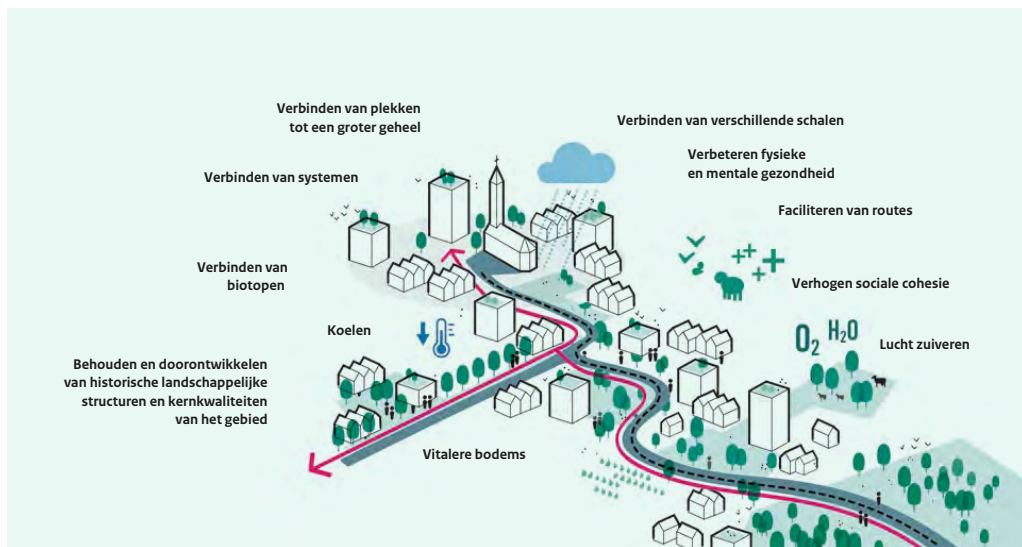 Verbinden van plekken
tot een groter geheel
Verbinden van verschillende schalen
Verbeteren fysieke
en mentale gezondheid
Verbinden van systemen
Faciliteren van routes
Verbinden van
biotopen
Verhogen sociale cohesie
Koelen
O₂ H₂O
Lucht zuiveren
Behouden en doorontwikkelen
van historische landschappelijke
structuren en kernkwaliteiten
van het gebied
Vitalere bodems